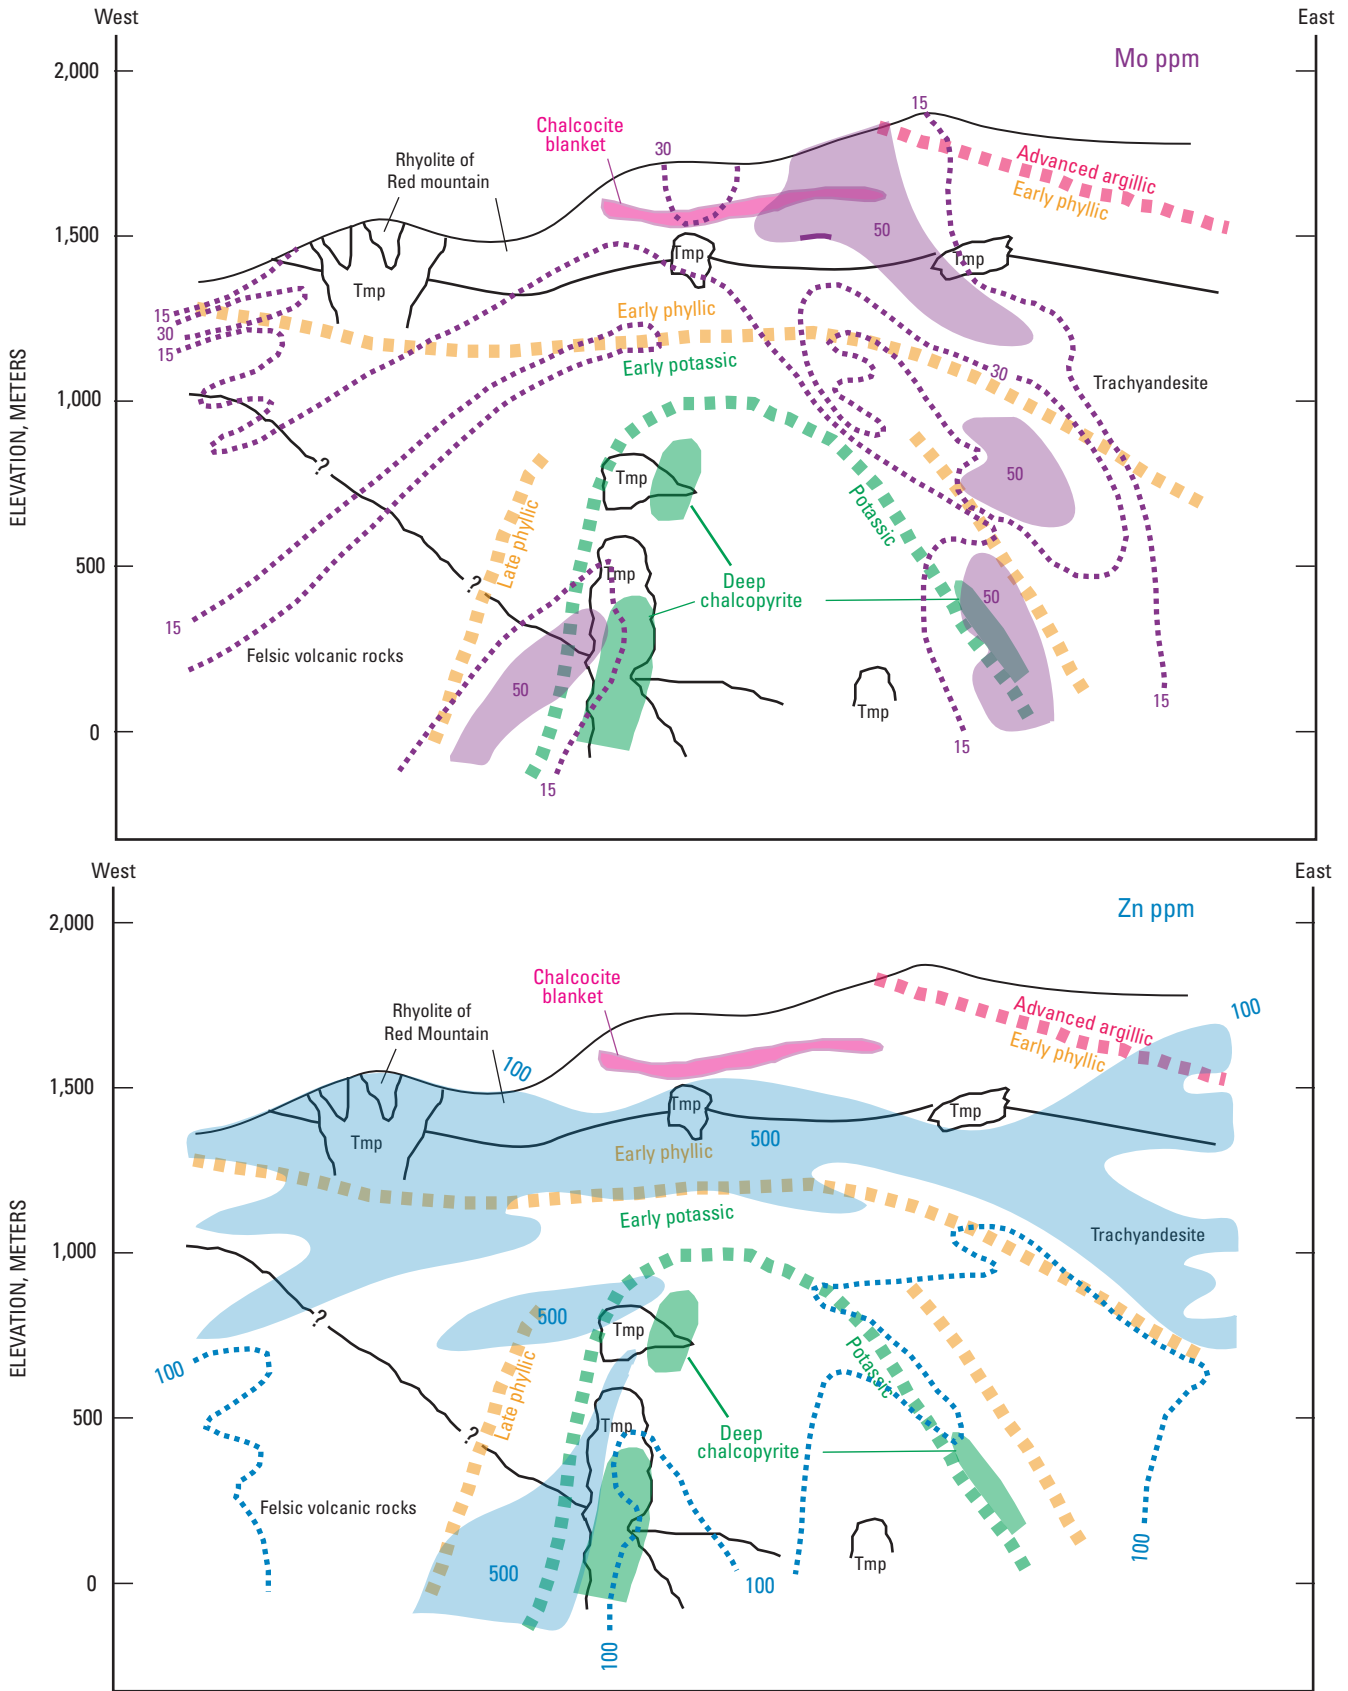 West
East
2,000
Mo ppm
15
Chalcocite
blanket
30
Rhyolite of
Red mountain
Advanced argillic
Early phyllic
1,500
50
Tmp
Tmp
Tmp
15
30
15
Early phyllic
Early potassic
30
Trachyandesite
1,000
ELEVATION, METERS
?
Tmp
50
Late phyllic
Potassic
500
?
Tmp
Deep
chalcopyrite
50
15
Felsic volcanic rocks
50
15
Tmp
0
15
15
West
East
2,000
Zn ppm
Chalcocite
blanket
Rhyolite of
Red Mountain
100
Advanced argillic
Early phyllic
100
1,500
Tmp
Tmp
Tmp
500
Early phyllic
Early potassic
Trachyandesite
1,000
ELEVATION, METERS
?
500
Tmp
100
Late phyllic
Potassic
500
?
Tmp
Deep
chalcopyrite
Felsic volcanic rocks
100
500
Tmp
0
100
100